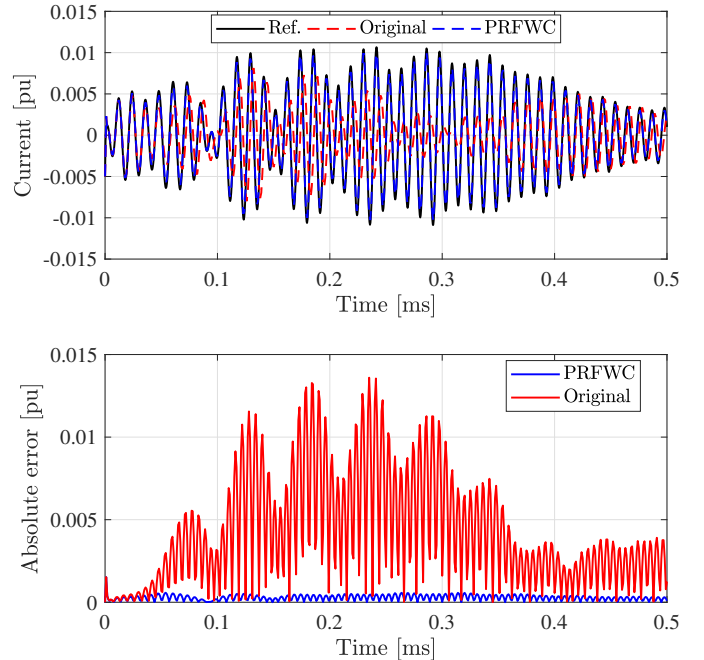 0.015
Ref. Original PRFWC
0.01
0.005
0
-0.005
-0.01
-0.015
Current [pu]
0 0.1 0.2 0.3 0.4 0.5
Time [ms]
0.015
PRFWC
Original
0.01
0.005
0
Absolute error [pu]
0 0.1 0.2 0.3 0.4 0.5
Time [ms]